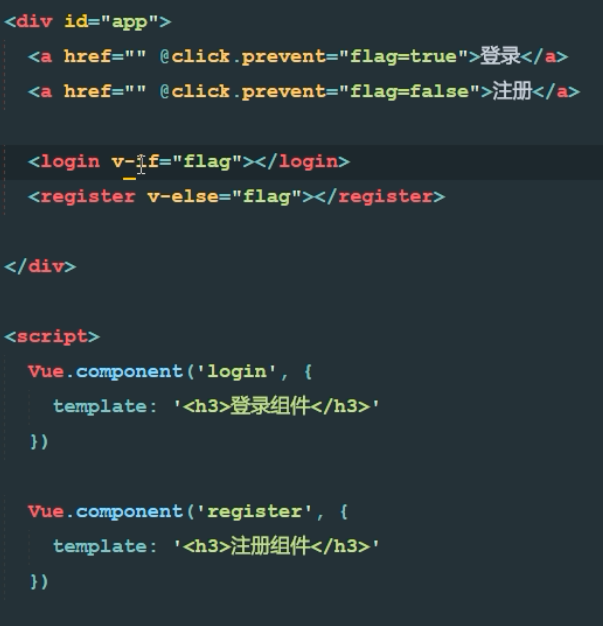 <div id="app">
<a href="" @click.prevent="flag=true">登录</a>
<a href="" @click.prevent="flag=false">注册</a>
<login v-if="flag"></login>
<register v-else="flag"></register>
</div>
<script>
Vue.component('login', {
template: '<h3>登录组件</h3>'
})
Vue.component('register', {
template: '<h3>注册组件</h3>'
})